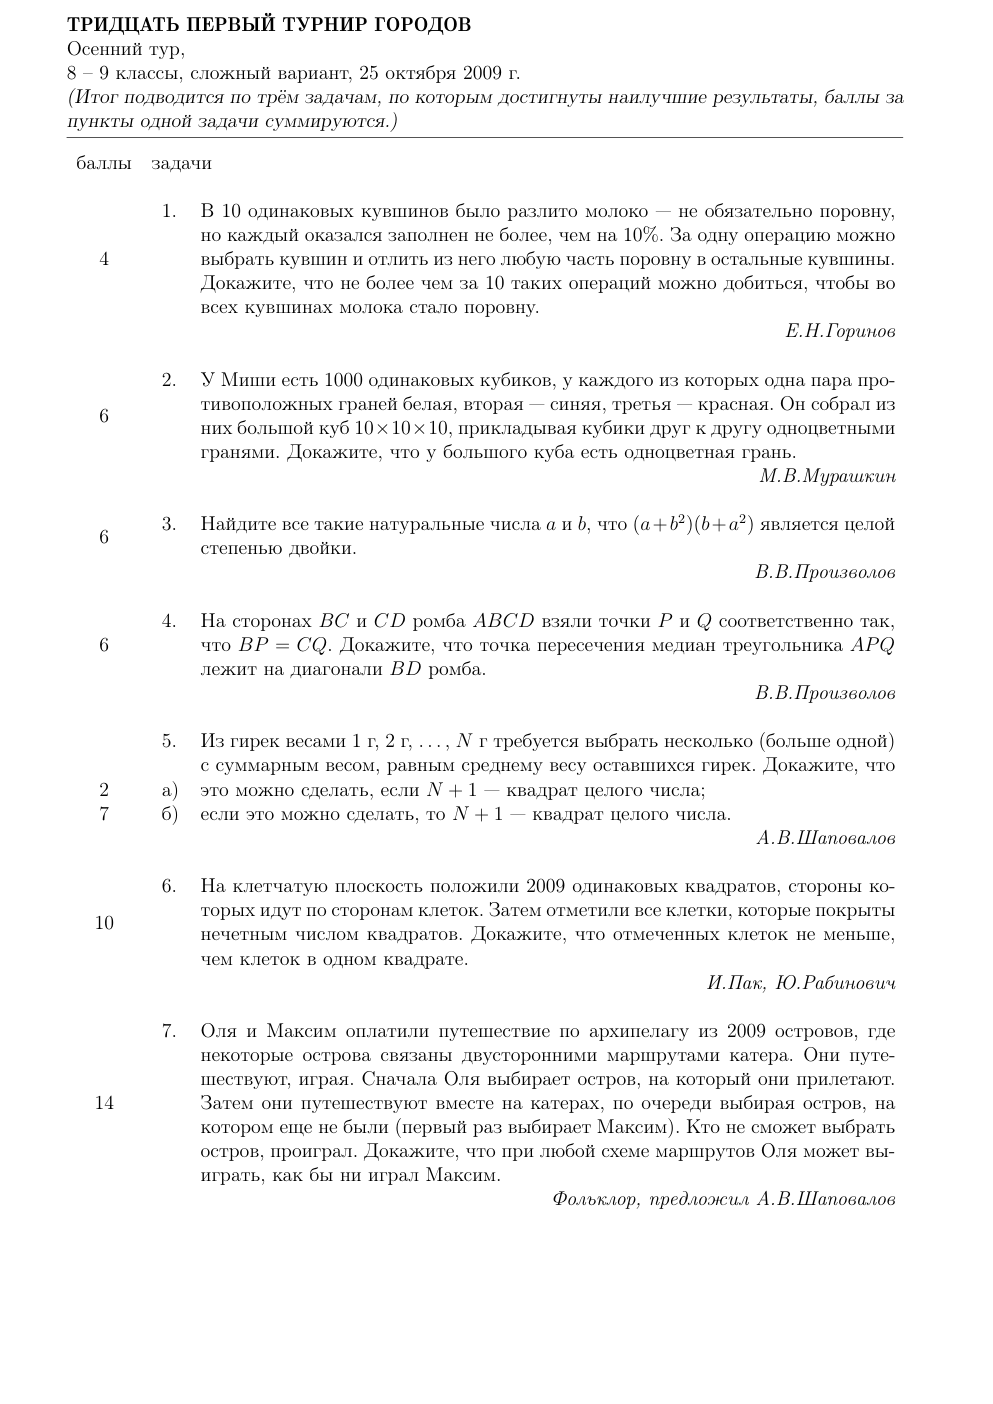 ТРИДЦАТЬ ПЕРВЫЙ ТУРНИР ГОРОДОВ
Осенний тур,
8 – 9 классы, сложный вариант, 25 октября 2009 г.
(Итог подводится по трём задачам, по которым достигнуты наилучшие результаты, баллы за
пункты одной задачи суммируются.)
баллы задачи
1. В 10 одинаковых кувшинов было разлито молоко — не обязательно поровну,
но каждый оказался заполнен не более, чем на 10%. За одну операцию можно
4 выбрать кувшин и отлить из него любую часть поровну в остальные кувшины.
Докажите, что не более чем за 10 таких операций можно добиться, чтобы во
всех кувшинах молока стало поровну.
Е.Н.Горинов
2. У Миши есть 1000 одинаковых кубиков, у каждого из которых одна пара про-
тивоположных граней белая, вторая — синяя, третья — красная. Он собрал из
6 них большой куб 10×10×10, прикладывая кубики друг к другу одноцветными
гранями. Докажите, что у большого куба есть одноцветная грань.
М.В.Мурашкин
3. Найдите все такие натуральные числа a и b, что (a+b²)(b+a²) является целой
6 степенью двойки.
В.В.Произволов
4. На сторонах BC и CD ромба ABCD взяли точки P и Q соответственно так,
6 что BP = CQ. Докажите, что точка пересечения медиан треугольника APQ
лежит на диагонали BD ромба.
В.В.Произволов
5. Из гирек весами 1 г, 2 г, ..., N г требуется выбрать несколько (больше одной)
с суммарным весом, равным среднему весу оставшихся гирек. Докажите, что
2 а) это можно сделать, если N + 1 — квадрат целого числа;
7 б) если это можно сделать, то N + 1 — квадрат целого числа.
А.В.Шаповалов
6. На клетчатую плоскость положили 2009 одинаковых квадратов, стороны ко-
торых идут по сторонам клеток. Затем отметили все клетки, которые покрыты
10 нечетным числом квадратов. Докажите, что отмеченных клеток не меньше,
чем клеток в одном квадрате.
И.Пак, Ю.Рабинович
7. Оля и Максим оплатили путешествие по архипелагу из 2009 островов, где
некоторые острова связаны двусторонними маршрутами катера. Они путе-
шествуют, играя. Сначала Оля выбирает остров, на который они прилетают.
14 Затем они путешествуют вместе на катерах, по очереди выбирая остров, на
котором еще не были (первый раз выбирает Максим). Кто не сможет выбрать
остров, проиграл. Докажите, что при любой схеме маршрутов Оля может вы-
играть, как бы ни играл Максим.
Фольклор, предложил А.В.Шаповалов